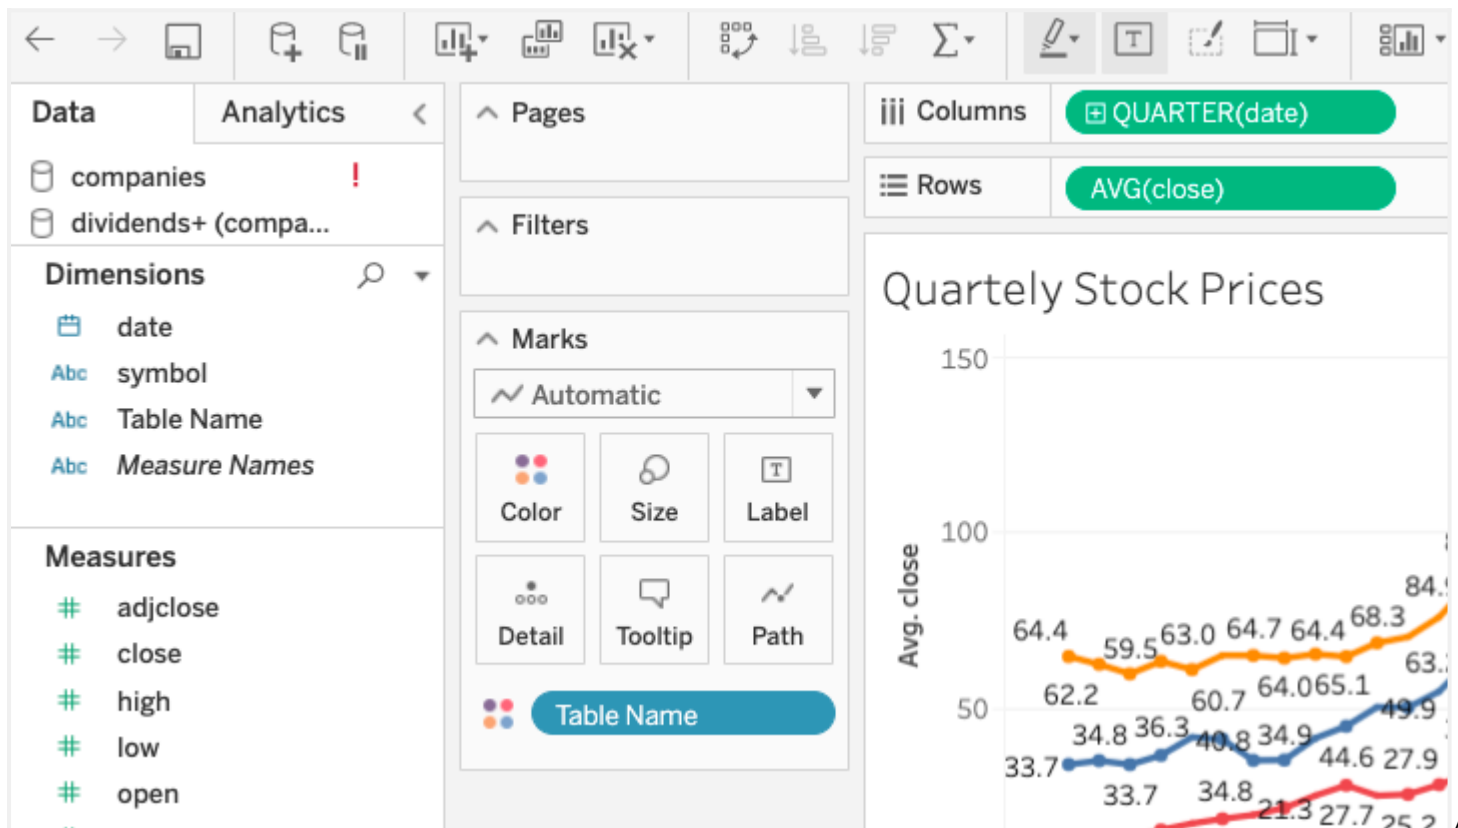 Data
Analytics
companies !
dividends+ (compa...
Dimensions
date
Abc symbol
Abc Table Name
Abc Measure Names
Measures
# adjclose
# close
# high
# low
# open
Pages
Filters
Marks
Automatic
Color
Size
T
Label
Detail
Tooltip
Path
Table Name
T
Columns
QUARTER(date)
Rows
AVG(close)
Quartely Stock Prices
Avg. close
150
100
50
84.
64.4
59.5
63.0
64.7
64.4
68.3
63.
62.2
60.7
64.0
65.1
49.9
34.8
36.3
40.8
34.9
33.7
44.6
27.9
33.7
34.8
21.3
27.7
25.2